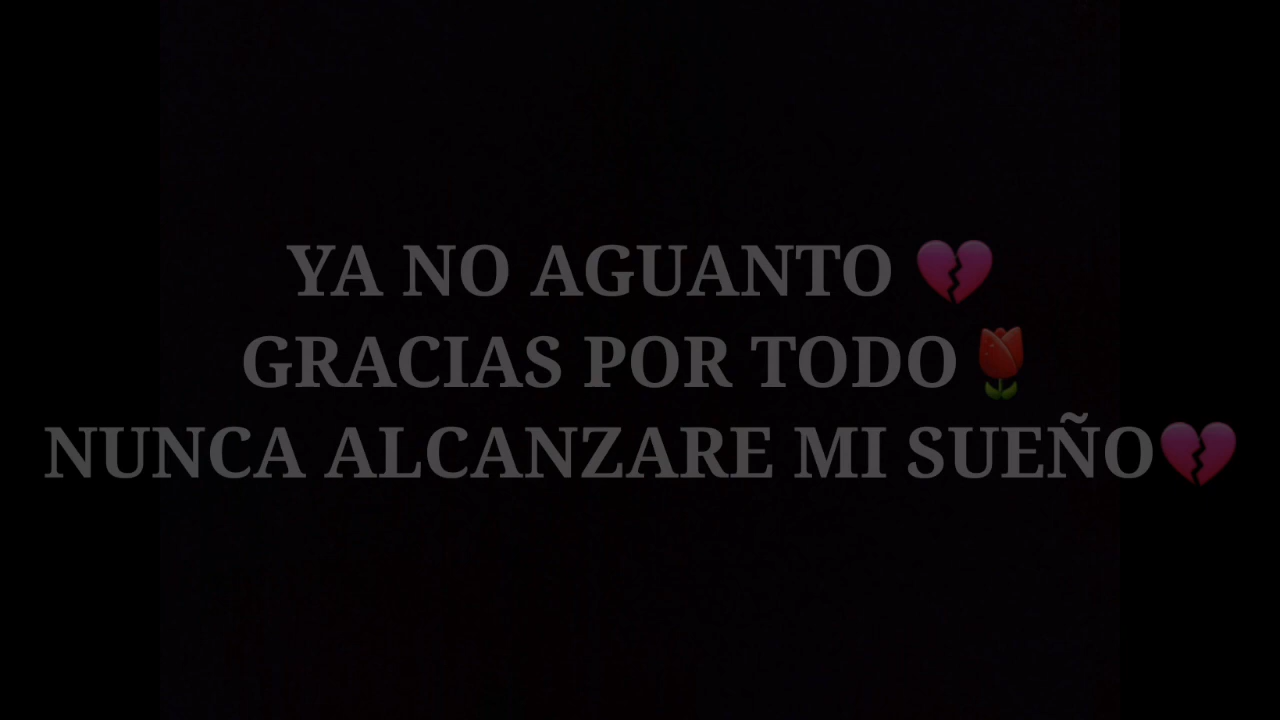 YA NO AGUANTO 💔
GRACIAS POR TODO🌷
NUNCA ALCANZARE MI SUEÑO💔